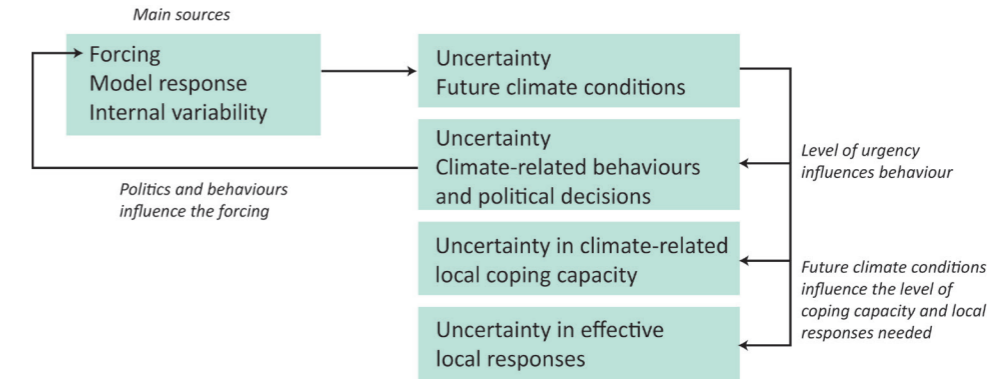 Main sources
Forcing
Model response
Internal variability
Uncertainty
Future climate conditions
Uncertainty
Climate-related behaviours
and political decisions
Level of urgency
influences behaviour
Politics and behaviours
influence the forcing
Uncertainty in climate-related
local coping capacity
Future climate conditions
influence the level of
coping capacity and local
responses needed
Uncertainty in effective
local responses